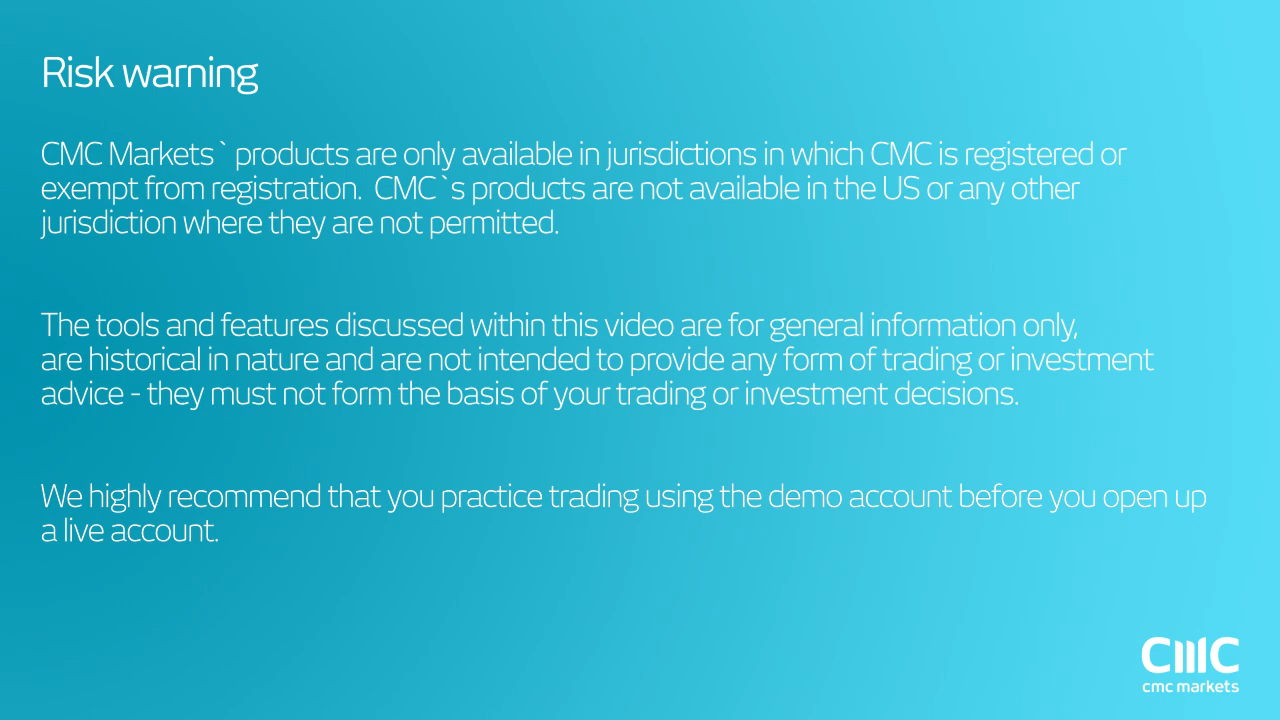 Risk warning
CMC Markets` products are only available in jurisdictions in which CMC is registered or
exempt from registration.  CMC`s products are not available in the US or any other
jurisdiction where they are not permitted.
The tools and features discussed within this video are for general information only,
are historical in nature and are not intended to provide any form of trading or investment
advice - they must not form the basis of your trading or investment decisions.
We highly recommend that you practice trading using the demo account before you open up
a live account.
CMC
cmc markets